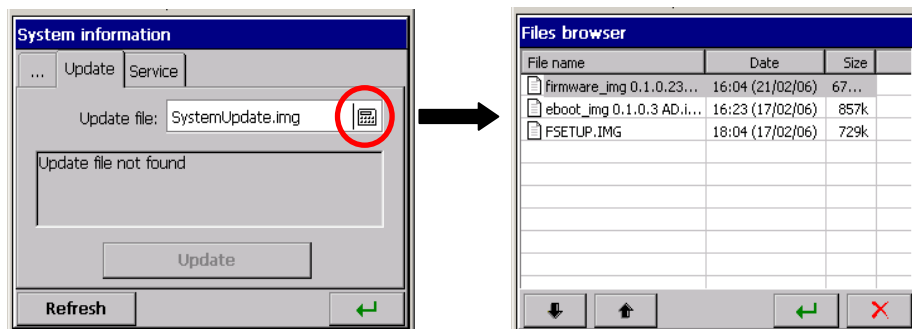 System information
... Update Service
Update file: SystemUpdate.img
Update file not found
Update
Refresh
Files browser
File name Date Size
firmware_img 0.1.0.23... 16:04 (21/02/06) 67...
eboot_img 0.1.0.3 AD.i... 16:23 (17/02/06) 857k
FSETUP.IMG 18:04 (17/02/06) 729k